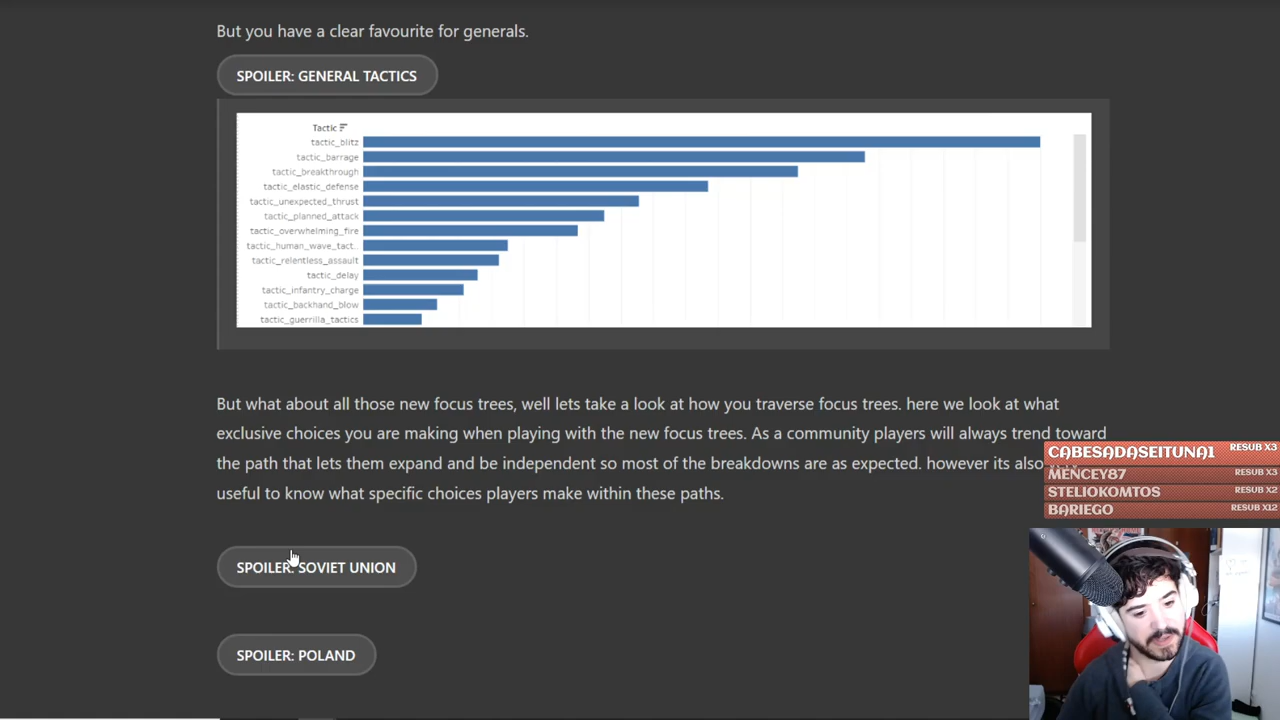 But you have a clear favourite for generals.
SPOILER: GENERAL TACTICS
Tactic
tactic_blitz
tactic_barrage
tactic_breakthrough
tactic_elastic_defense
tactic_unexpected_thrust
tactic_planned_attack
tactic_overwhelming_fire
tactic_human_wave_tact..
tactic_relentless_assault
tactic_delay
tactic_infantry_charge
tactic_backhand_blow
tactic_guerrilla_tactics
But what about all those new focus trees, well lets take a look at how you traverse focus trees. here we look at what
exclusive choices you are making when playing with the new focus trees. As a community players will always trend toward
the path that lets them expand and be independent so most of the breakdowns are as expected. however its also
useful to know what specific choices players make within these paths.
CABESADASEITUNA1 RESUB X3
MENCEY87 RESUB X3
STELIOKOMTOS RESUB X2
BARIEGO RESUB X12
SPOILER: SOVIET UNION
SPOILER: POLAND